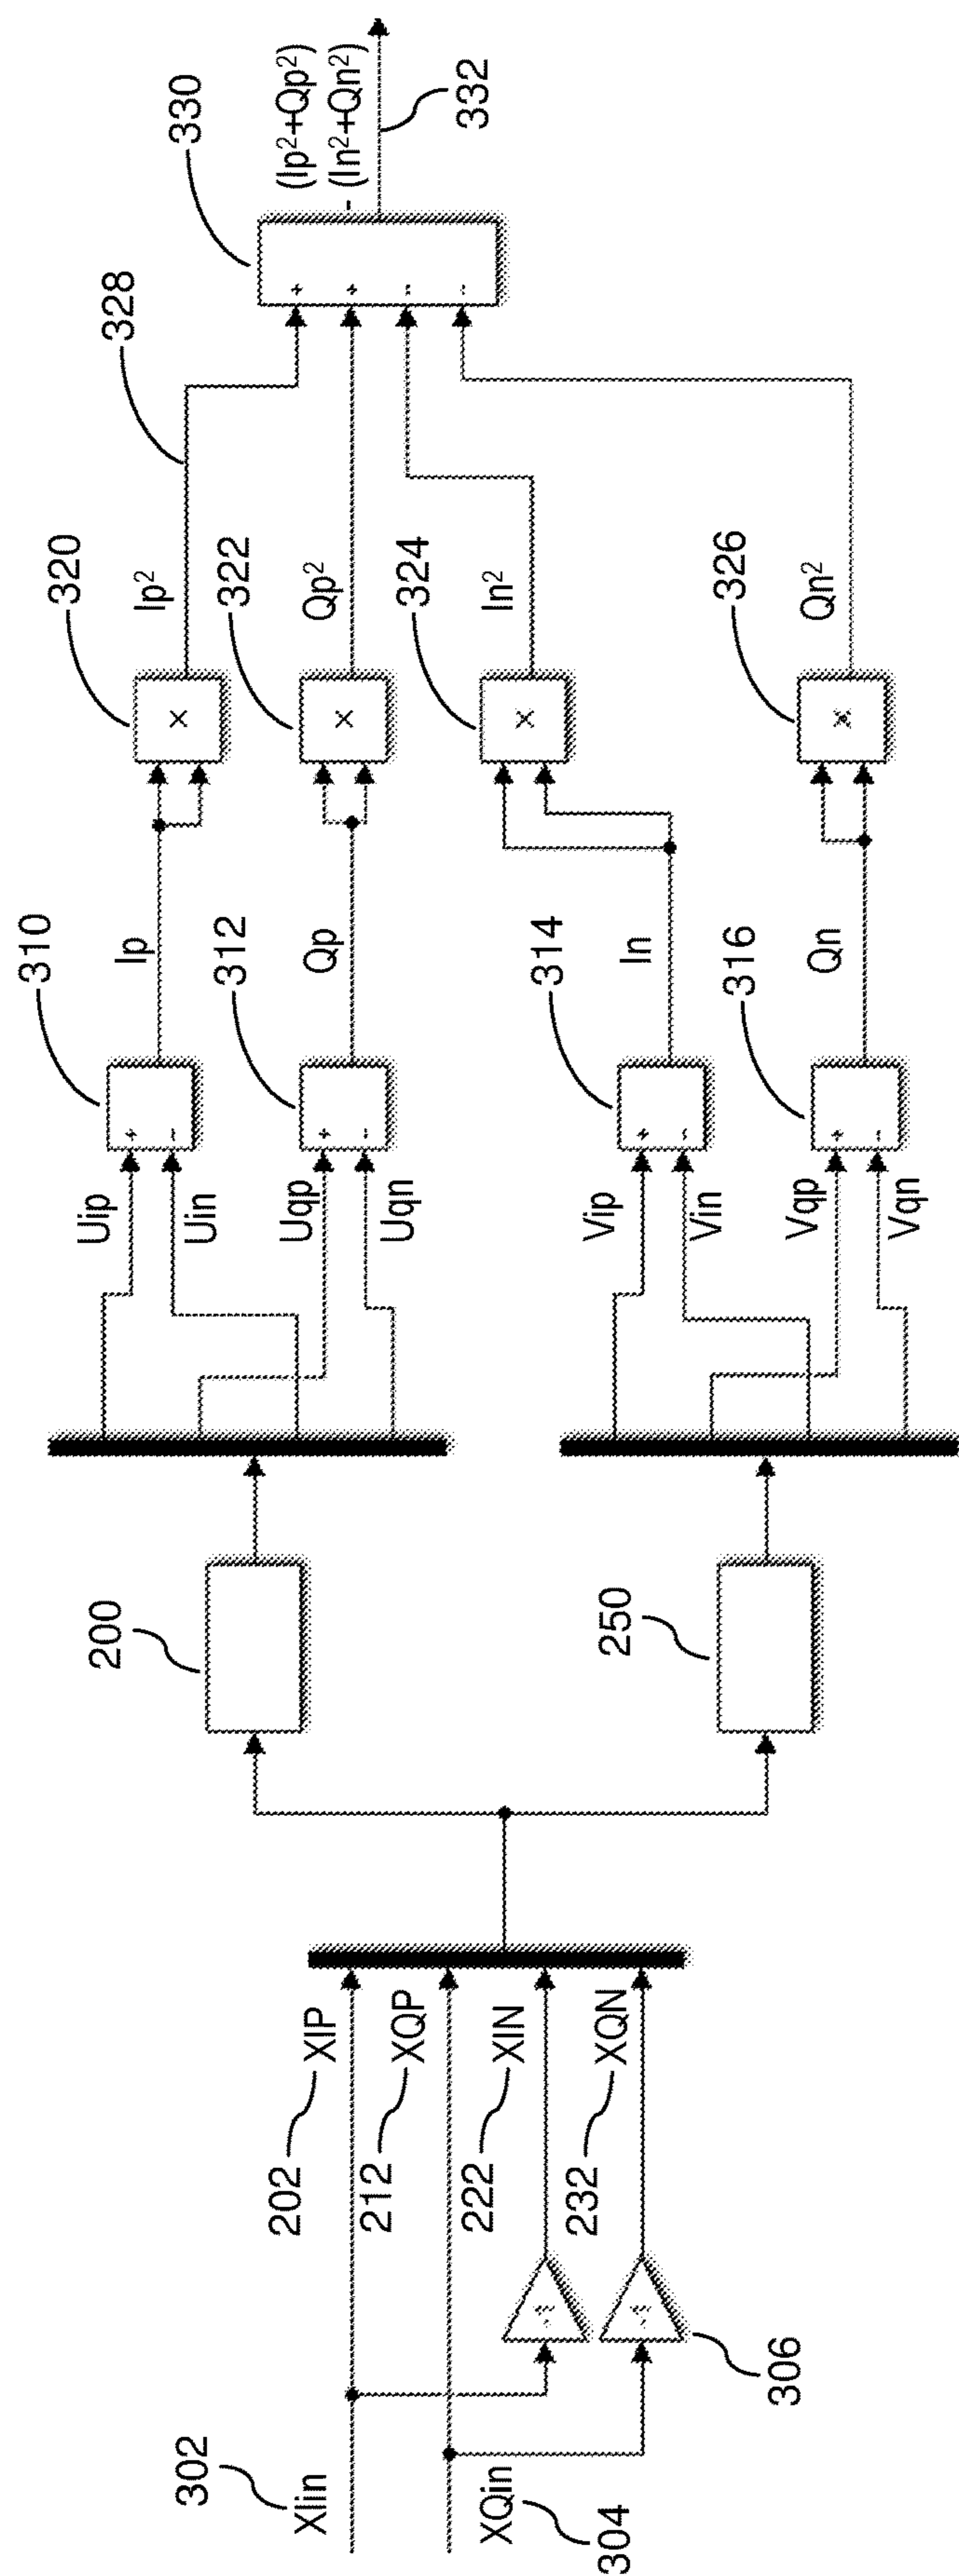 302
XIin
XQin
304
-1
-1
306
202
XIP
212
XQP
222
XIN
232
XQN
200
250
Uip
Uin
Uqp
Uqn
Vip
Vin
Vqp
Vqn
+
-
+
-
+
-
+
-
310
Ip
312
Qp
314
In
316
Qn
×
×
×
×
320
Ip²
322
Qp²
324
In²
326
Qn²
328
+
+
-
-
330
(Ip²+Qp²)
- (In²+Qn²)
332